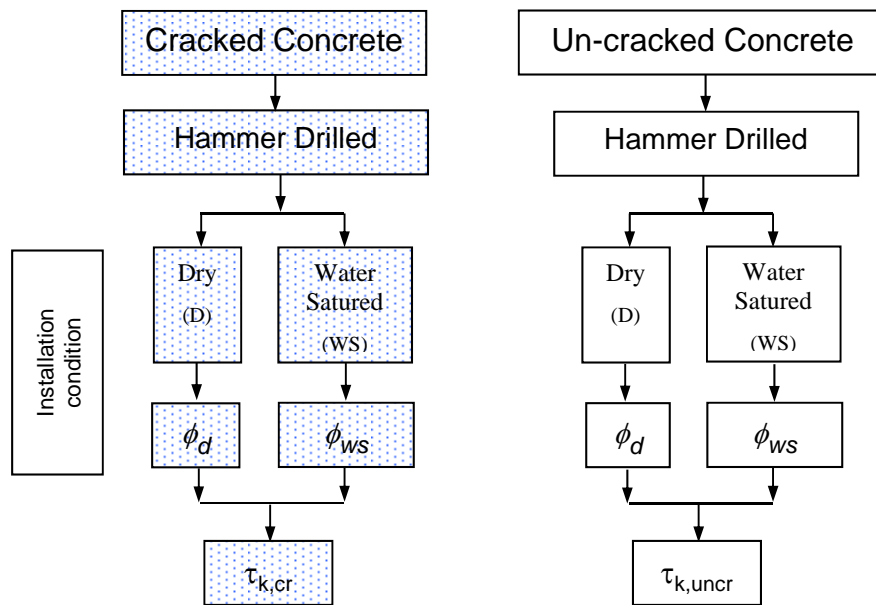 Cracked Concrete
Un-cracked Concrete
Hammer Drilled
Hammer Drilled
Installation
condition
Dry
(D)
Water
Satured
(WS)
Dry
(D)
Water
Satured
(WS)
ϕd
ϕws
ϕd
ϕws
τk,cr
τk,uncr